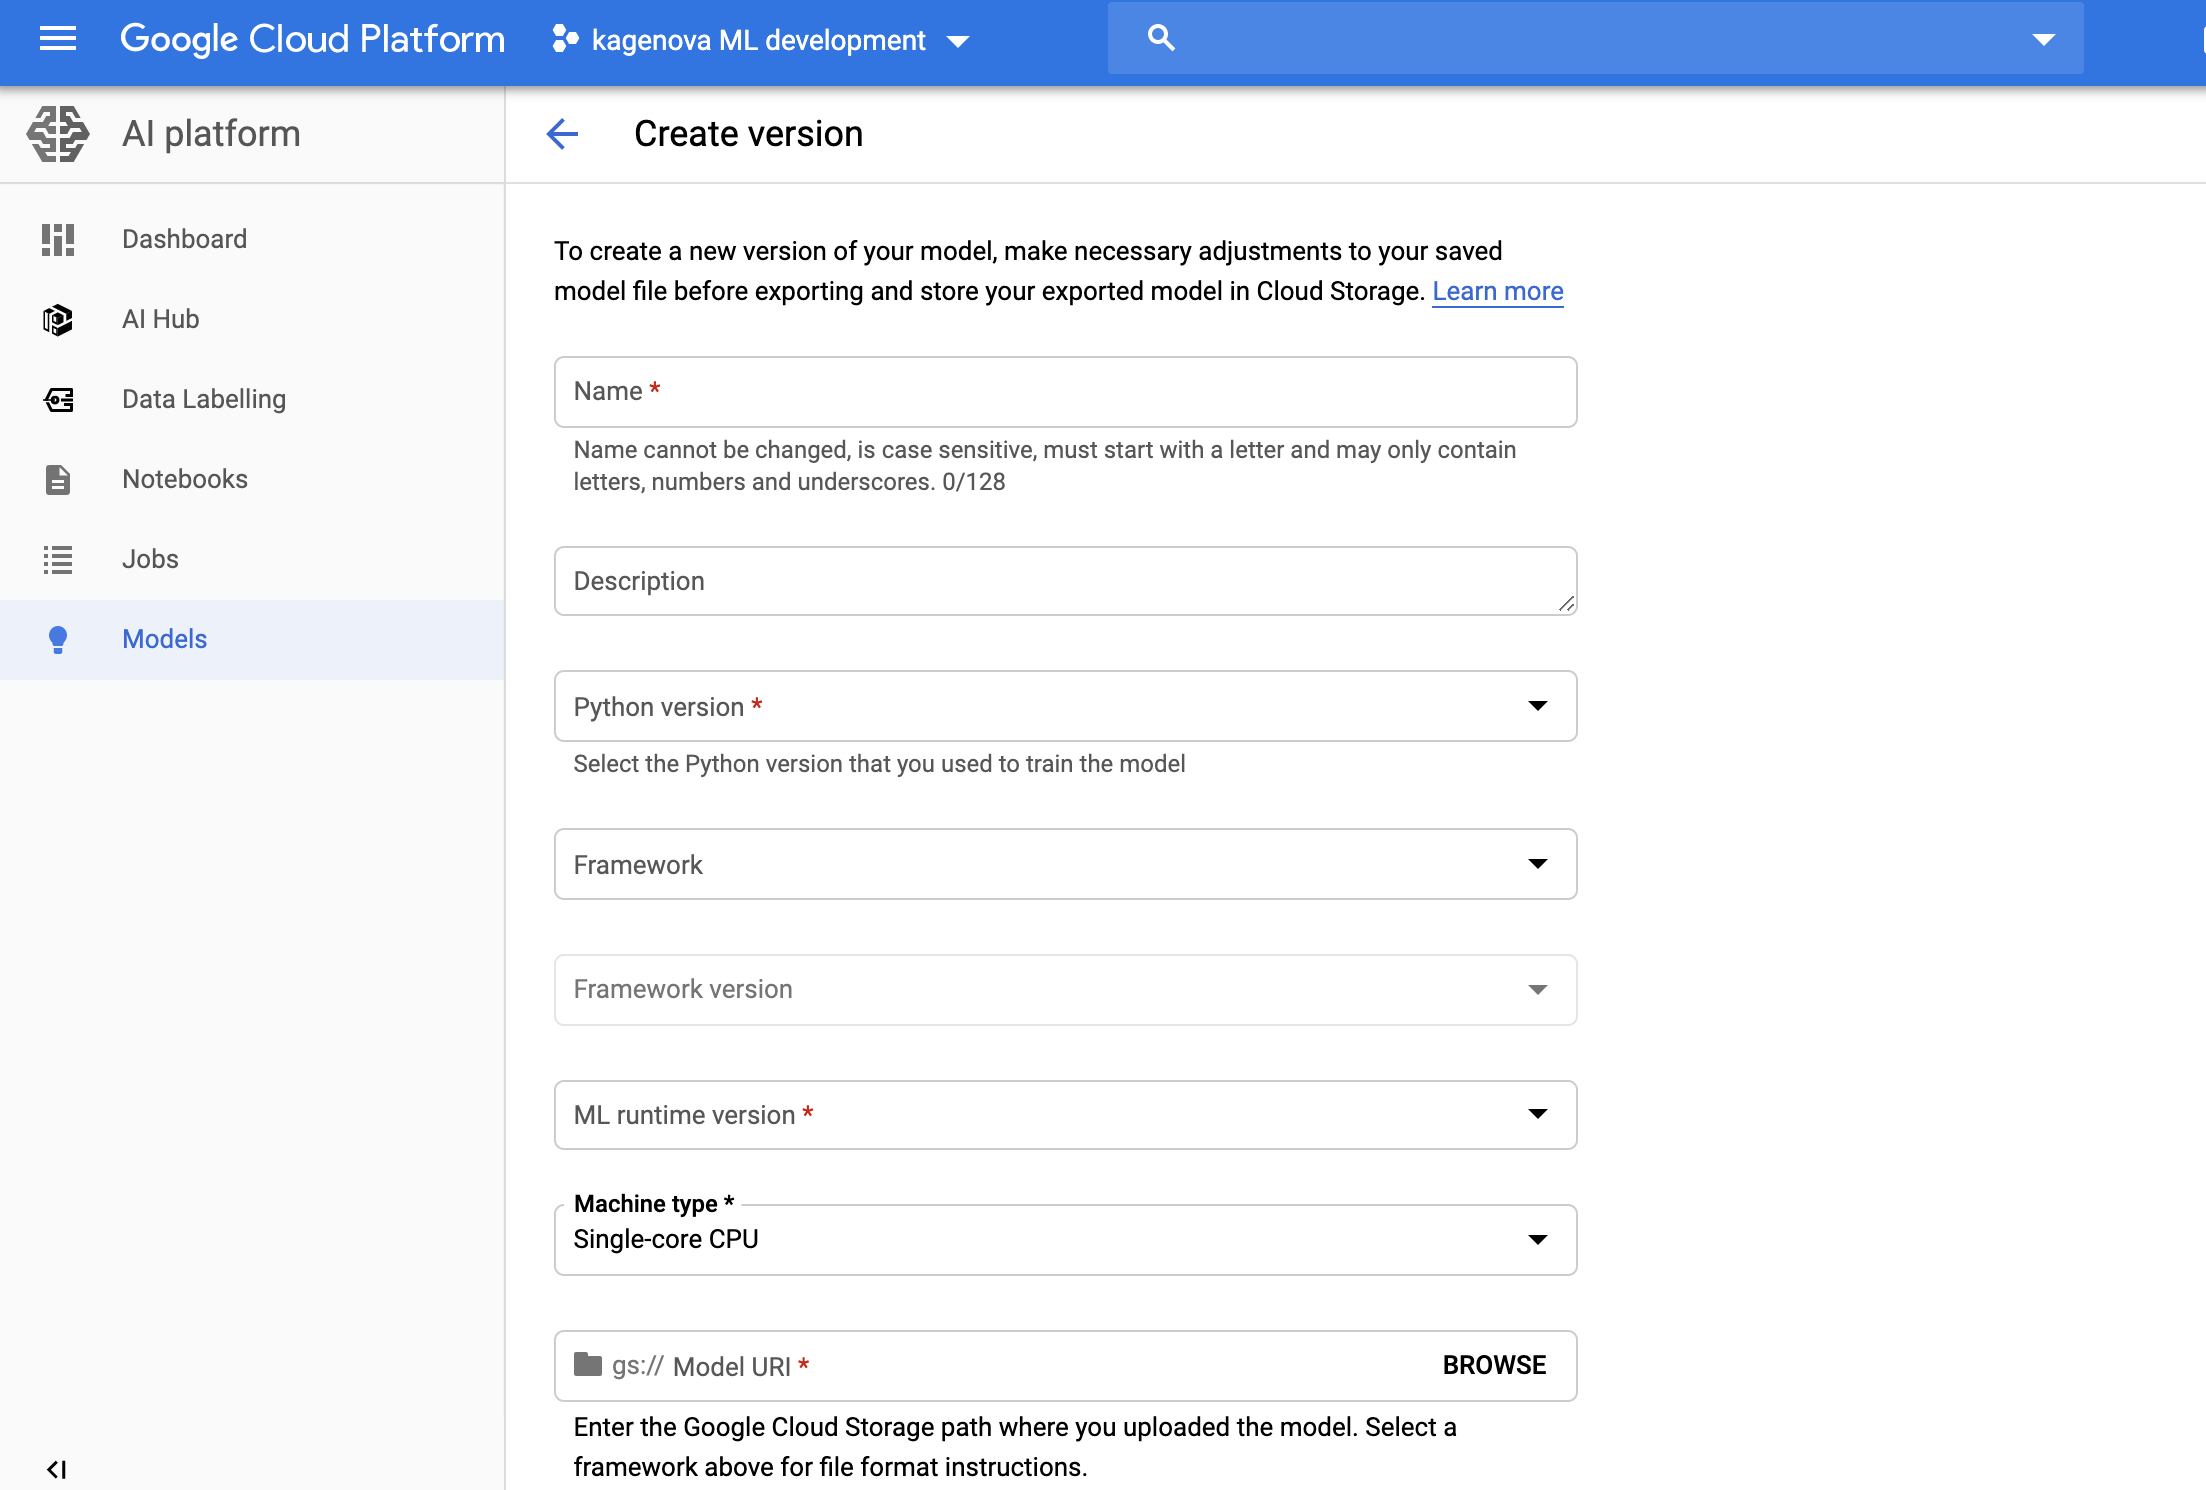 Google Cloud Platform
kagenova ML development
AI platform
Create version
Dashboard
AI Hub
Data Labelling
Notebooks
Jobs
Models
To create a new version of your model, make necessary adjustments to your saved
model file before exporting and store your exported model in Cloud Storage. Learn more
Name *
Name cannot be changed, is case sensitive, must start with a letter and may only contain
letters, numbers and underscores. 0/128
Description
Python version *
Select the Python version that you used to train the model
Framework
Framework version
ML runtime version *
Machine type *
Single-core CPU
gs:// Model URI *
BROWSE
Enter the Google Cloud Storage path where you uploaded the model. Select a
framework above for file format instructions.